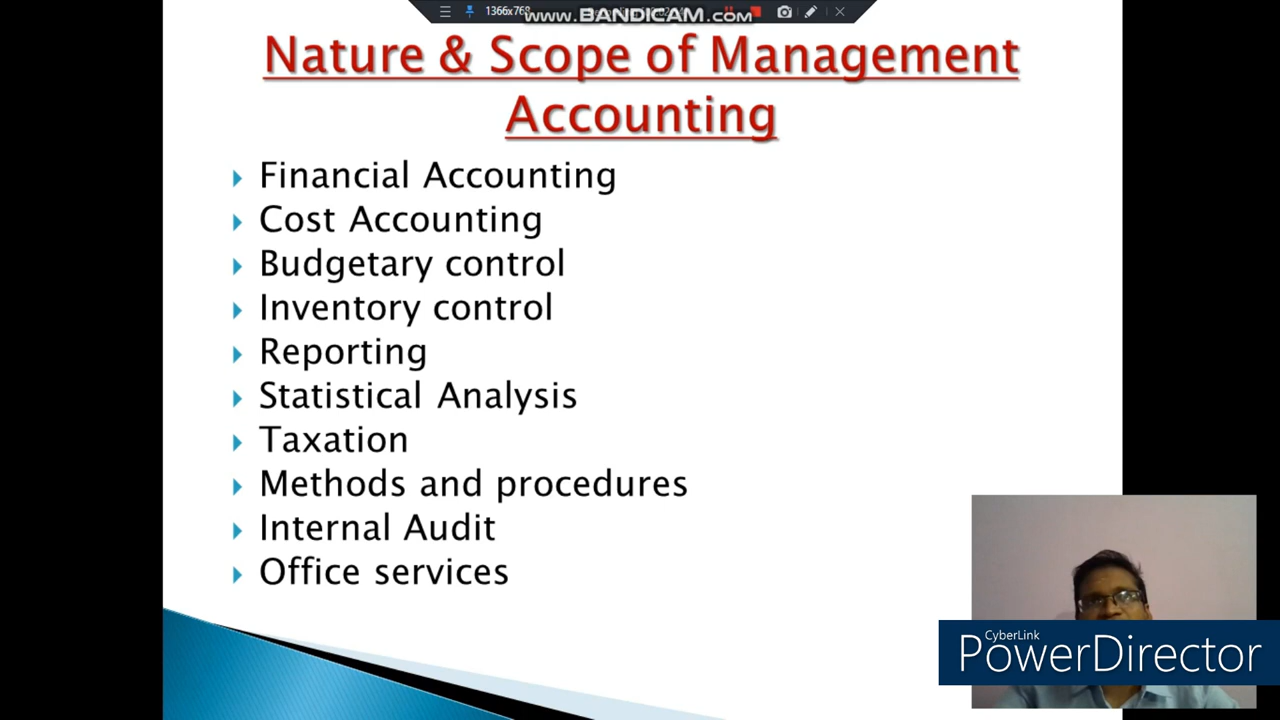 1366x768
www.BANDICAM.com
Nature & Scope of Management
Accounting
Financial Accounting
Cost Accounting
Budgetary control
Inventory control
Reporting
Statistical Analysis
Taxation
Methods and procedures
Internal Audit
Office services
CyberLink
PowerDirector